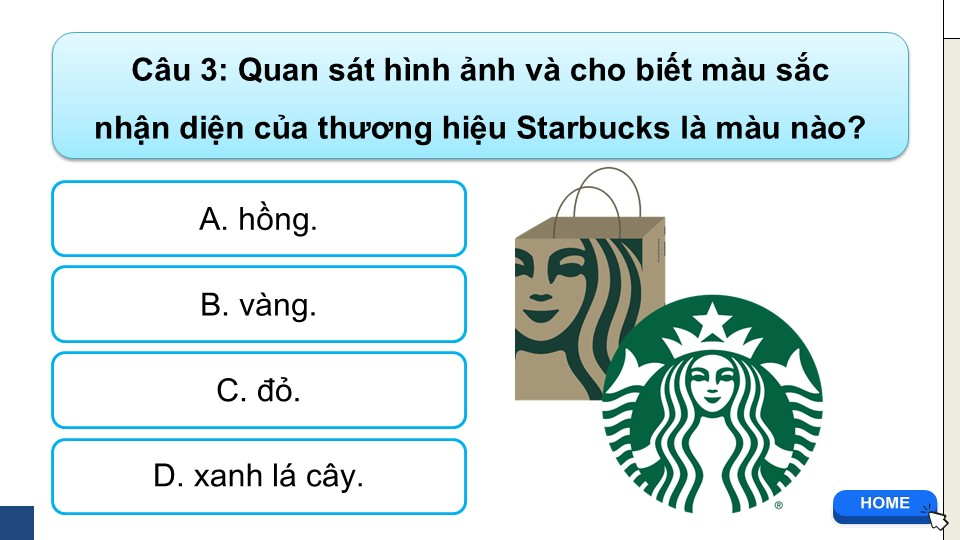 Câu 3: Quan sát hình ảnh và cho biết màu sắc
nhận diện của thương hiệu Starbucks là màu nào?
A. hồng.
B. vàng.
C. đỏ.
D. xanh lá cây.
®
HOME